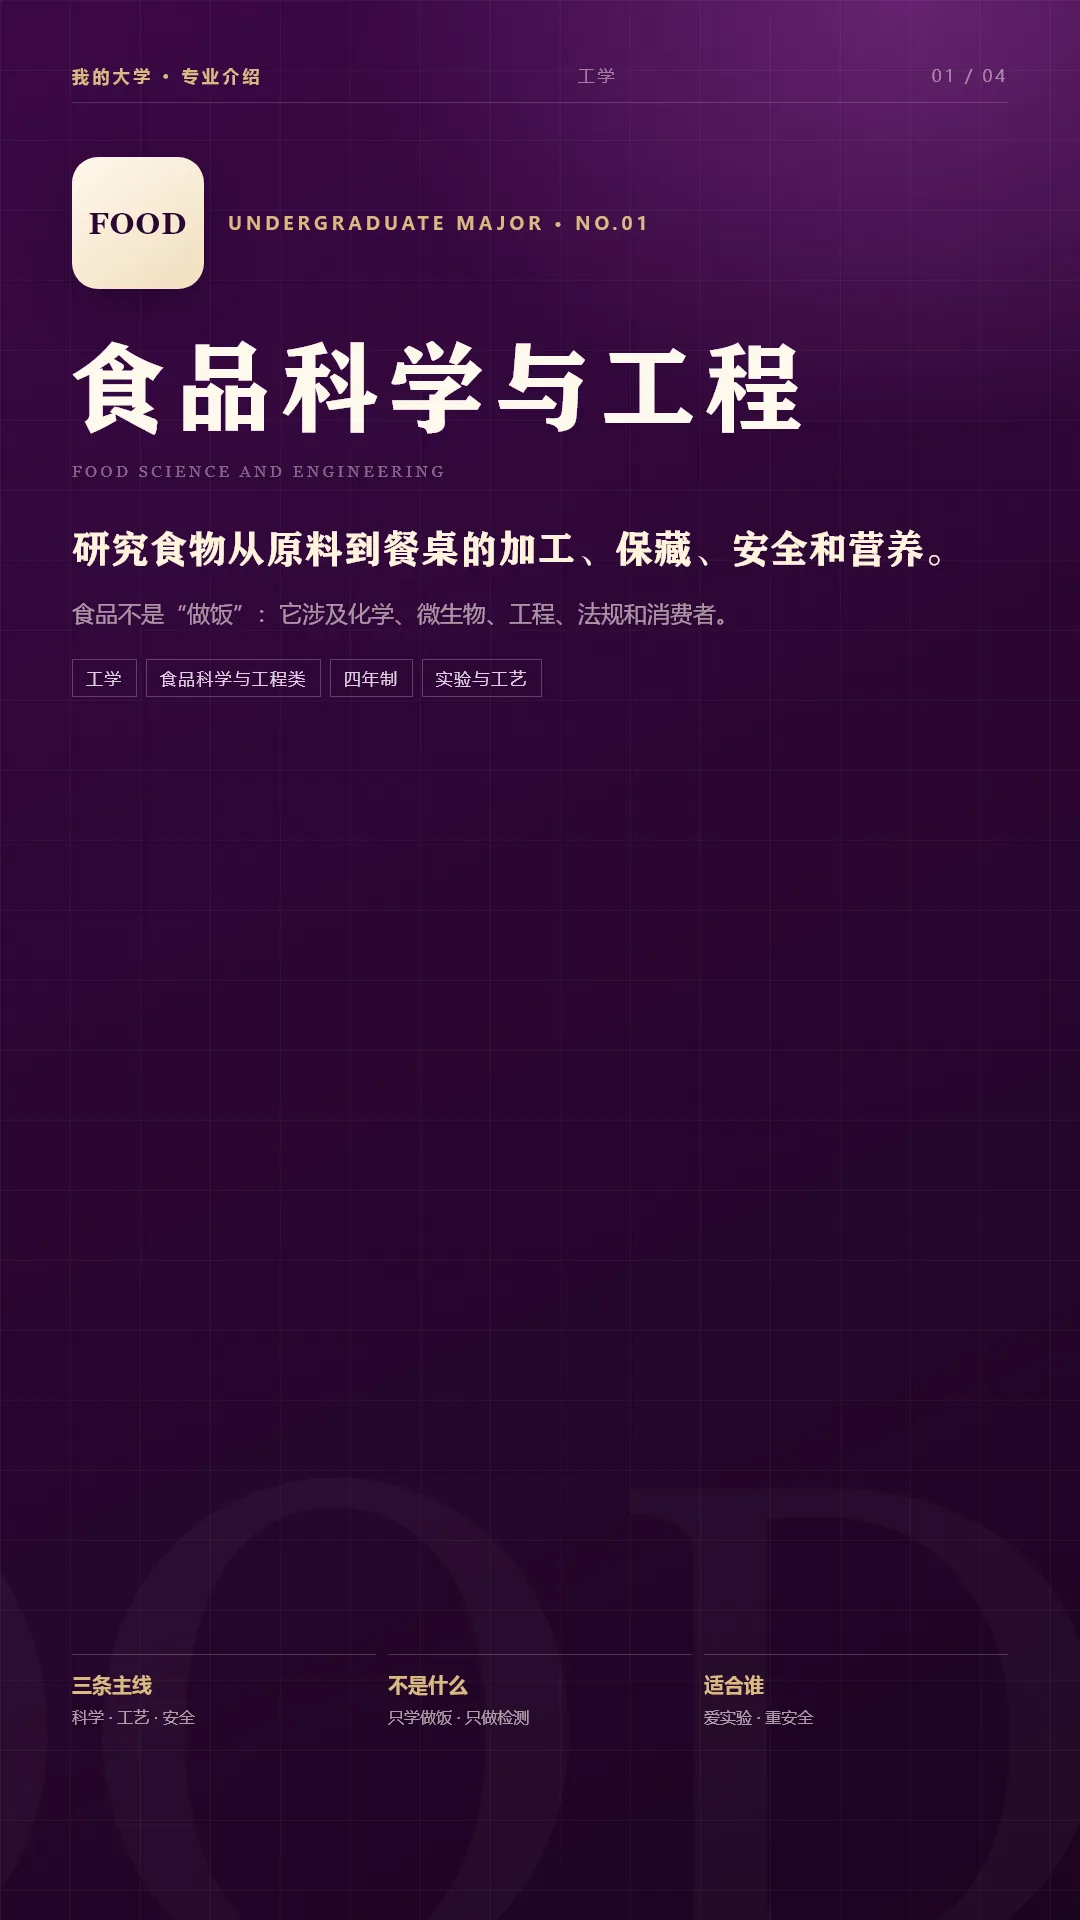 我的大学 • 专业介绍
工学
01 / 04
FOOD
UNDERGRADUATE MAJOR • NO.01
食品科学与工程
FOOD SCIENCE AND ENGINEERING
研究食物从原料到餐桌的加工、保藏、安全和营养。
食品不是“做饭”：它涉及化学、微生物、工程、法规和消费者。
工学
食品科学与工程类
四年制
实验与工艺
三条主线
科学 · 工艺 · 安全
不是什么
只学做饭 · 只做检测
适合谁
爱实验 · 重安全
OOD